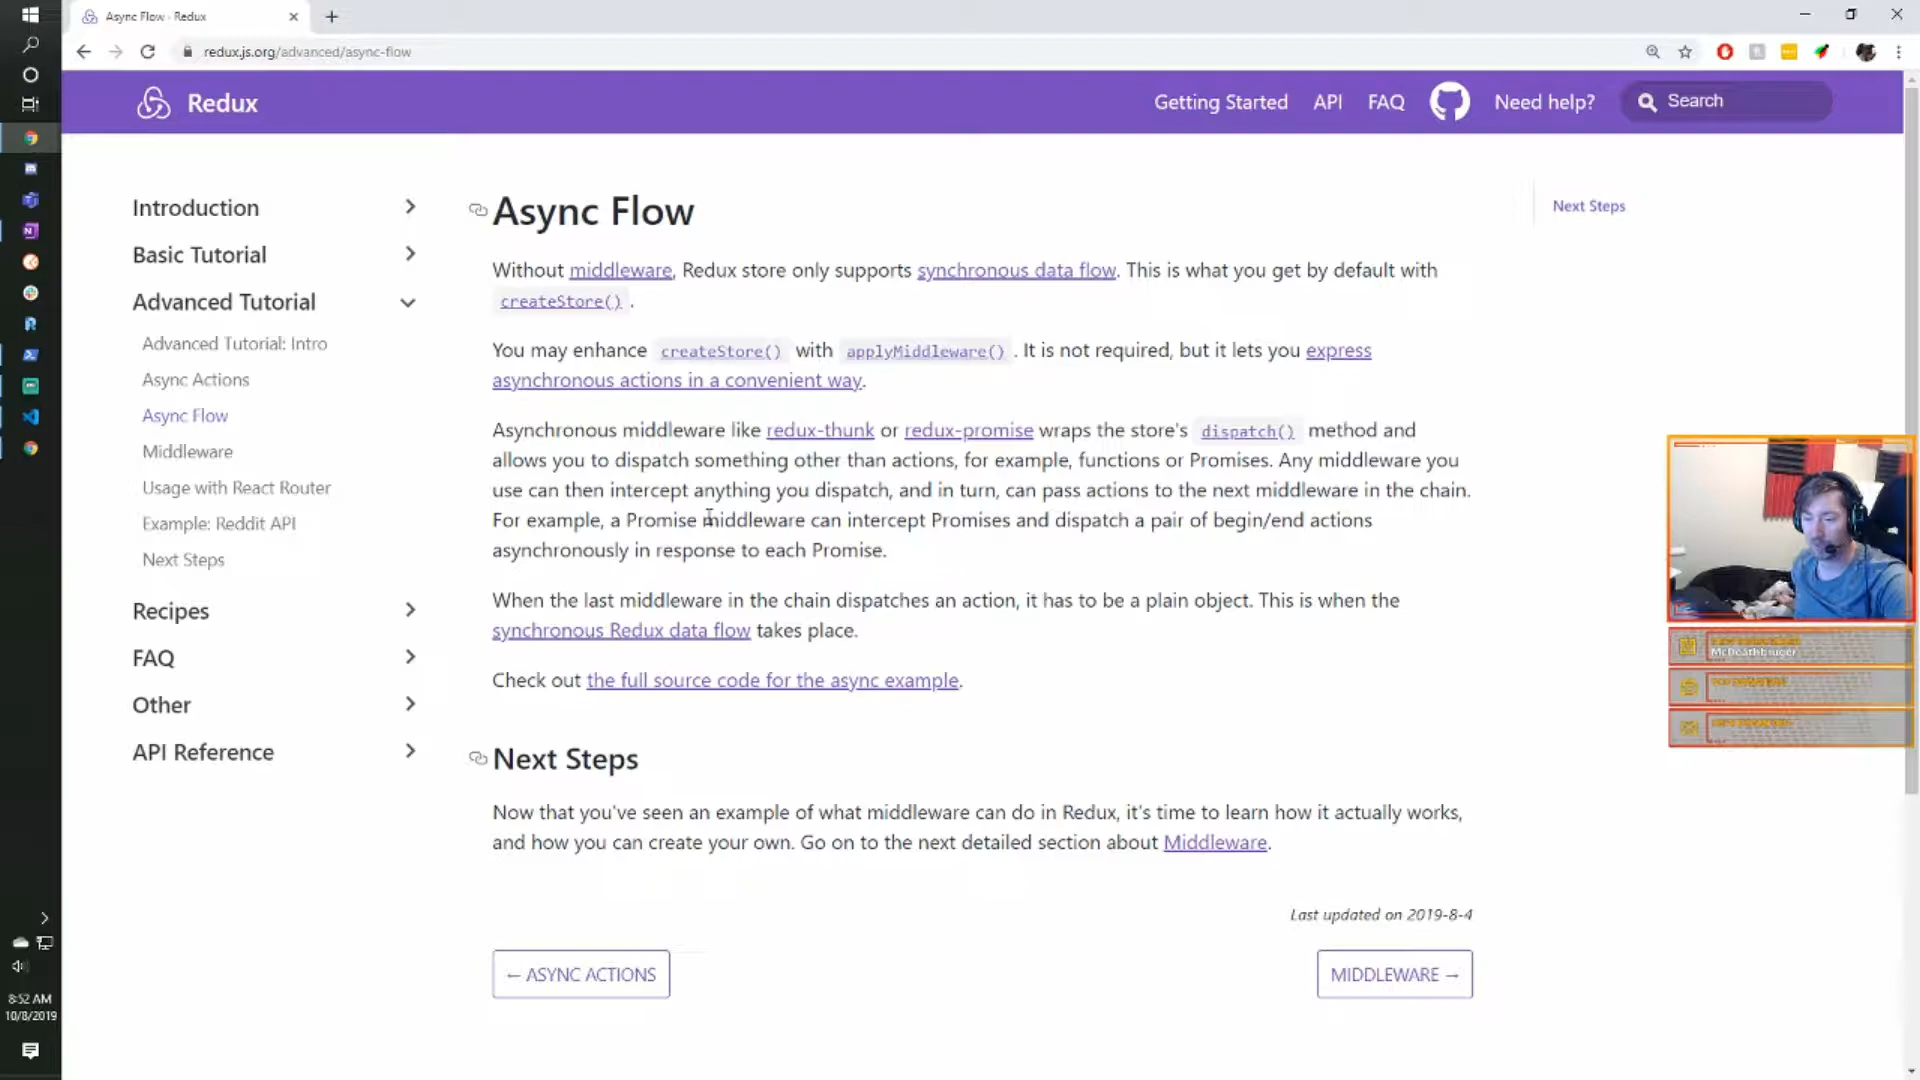 Async Flow - Redux
redux.js.org/advanced/async-flow
Redux
Getting Started
API
FAQ
Need help?
Search
Introduction
Basic Tutorial
Advanced Tutorial
Advanced Tutorial: Intro
Async Actions
Async Flow
Middleware
Usage with React Router
Example: Reddit API
Next Steps
Recipes
FAQ
Other
API Reference
Async Flow
Without middleware, Redux store only supports synchronous data flow. This is what you get by default with
createStore() .
You may enhance createStore() with applyMiddleware() . It is not required, but it lets you express
asynchronous actions in a convenient way.
Asynchronous middleware like redux-thunk or redux-promise wraps the store's dispatch() method and
allows you to dispatch something other than actions, for example, functions or Promises. Any middleware you
use can then intercept anything you dispatch, and in turn, can pass actions to the next middleware in the chain.
For example, a Promise middleware can intercept Promises and dispatch a pair of begin/end actions
asynchronously in response to each Promise.
When the last middleware in the chain dispatches an action, it has to be a plain object. This is when the
synchronous Redux data flow takes place.
Check out the full source code for the async example.
Next Steps
Now that you've seen an example of what middleware can do in Redux, it's time to learn how it actually works,
and how you can create your own. Go on to the next detailed section about Middleware.
Last updated on 2019-8-4
← ASYNC ACTIONS
MIDDLEWARE →
Next Steps
8:52 AM
10/8/2019